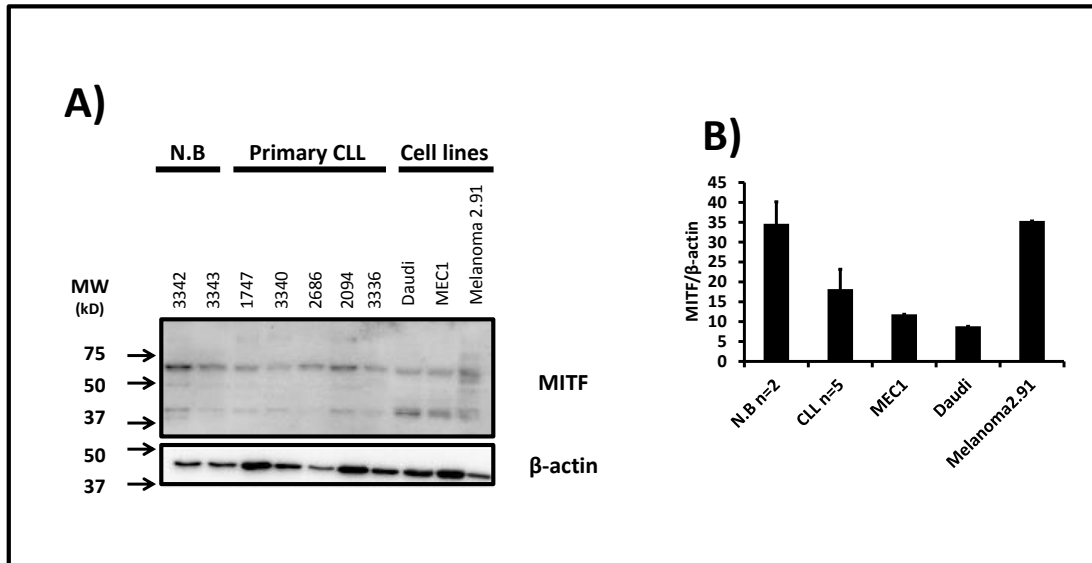 A)
N.B
Primary CLL
Cell lines
3342
3343
1747
3340
2686
2094
3336
Daudi
MEC1
Melanoma 2.91
MW
(kD)
75
50
37
MITF
50
37
β-actin
B)
MITF/β-actin
45
40
35
30
25
20
15
10
5
0
N.B n=2
CLL n=5
MEC1
Daudi
Melanoma2.91